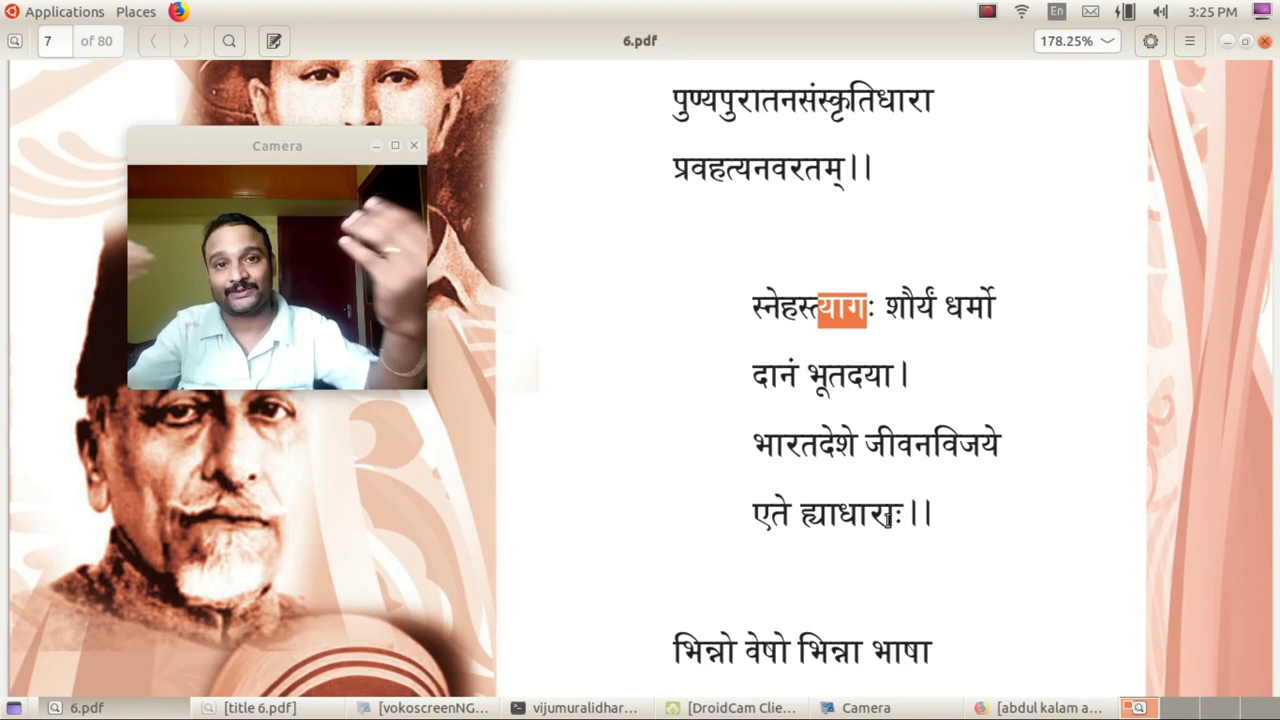 Applications Places En 3:25 PM
7 of 80 6.pdf 178.25%
पुण्यपुरातनसंस्कृतिधारा
प्रवहत्यनवरतम्।।
Camera
स्नेहस्त्यागः शौर्यं धर्मो
दानं भूतदया।
भारतदेशे जीवनविजये
एते ह्याधाराः।।
भिन्नो वेषो भिन्ना भाषा
6.pdf [title 6.pdf] [vokoscreenNG... vijumuralidhar... [DroidCam Clie... Camera [abdul kalam a...